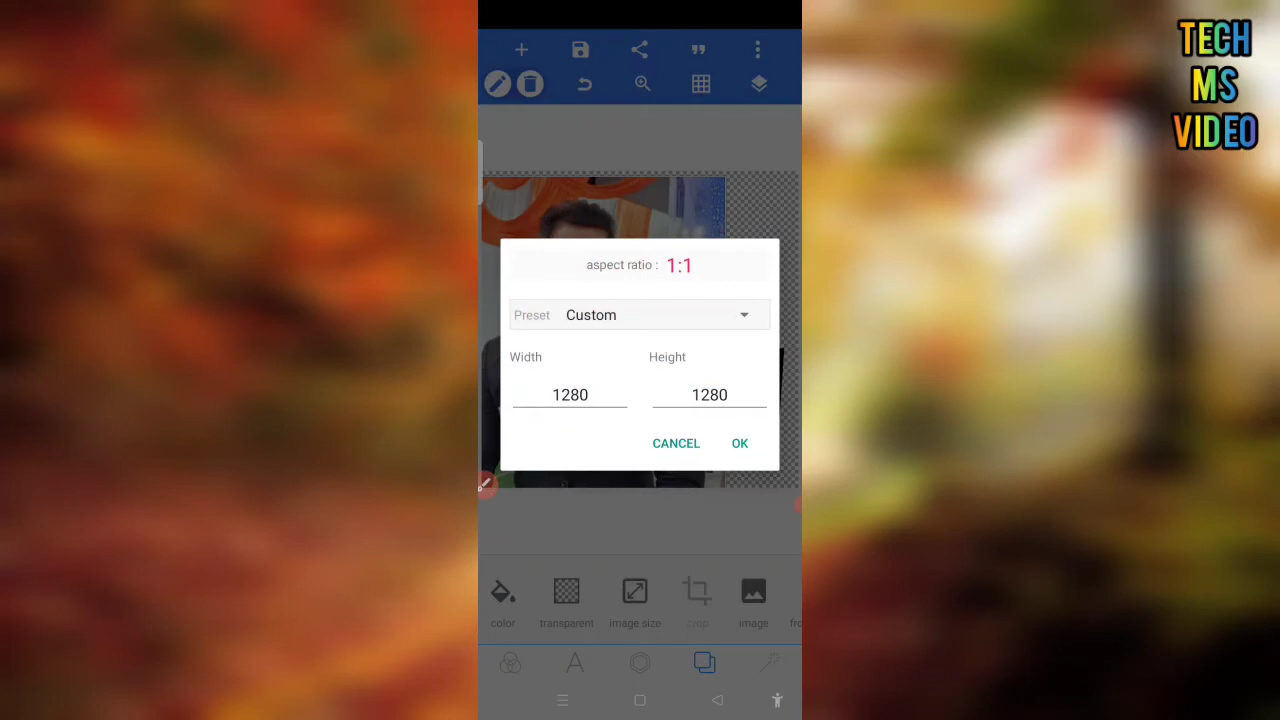 TECH
MS
VIDEO
aspect ratio : 1:1
Preset Custom
Width Height
1280 1280
CANCEL OK
color transparent image size crop image fro